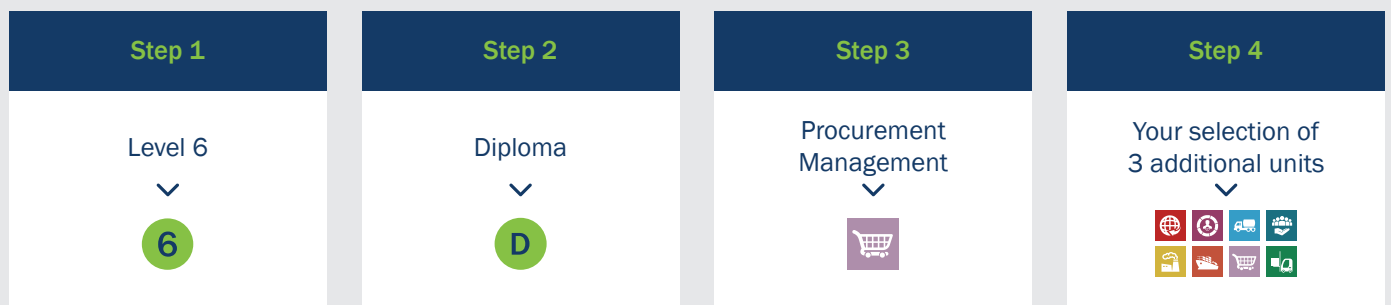 Step 1
Level 6
6
Step 2
Diploma
D
Step 3
Procurement
Management
Step 4
Your selection of
3 additional units